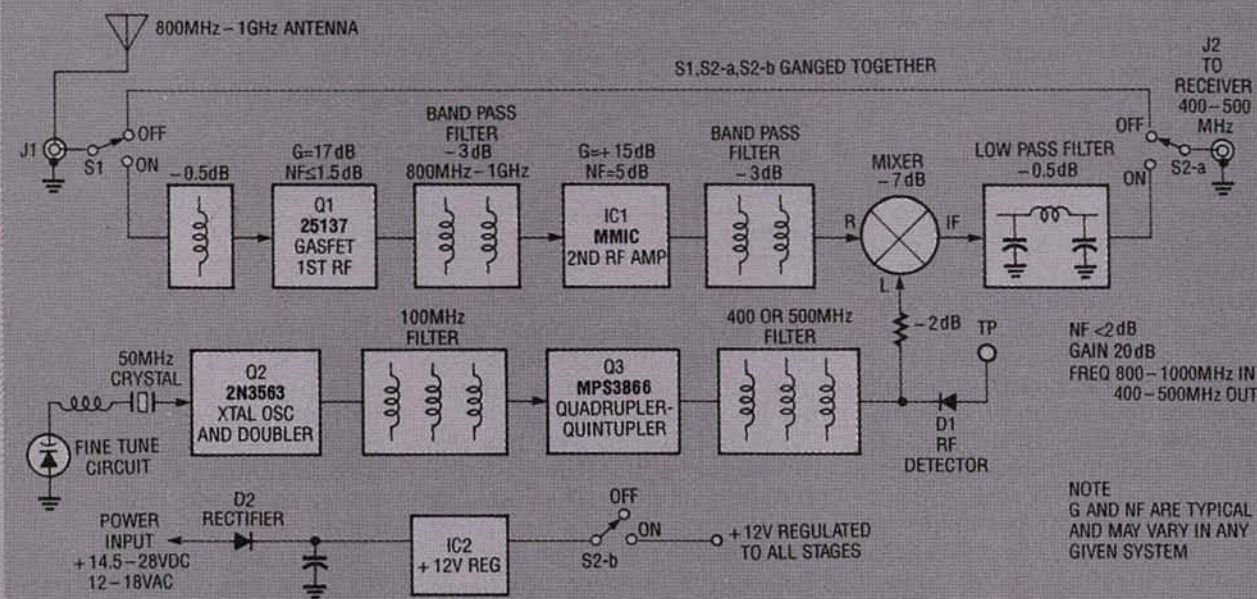 800MHz–1GHz ANTENNA
J1
S1
OFF
ON
S1,S2-a,S2-b GANGED TOGETHER
J2
TO
RECEIVER
400–500
MHz
OFF
ON
S2-a
–0.5dB
G=17dB
NF≤1.5dB
Q1
25137
GASFET
1ST RF
BAND PASS
FILTER
–3dB
800MHz–1GHz
G=+15dB
NF=5dB
IC1
MMIC
2ND RF AMP
BAND PASS
FILTER
–3dB
MIXER
–7dB
R
IF
L
LOW PASS FILTER
–0.5dB
50MHz
CRYSTAL
FINE TUNE
CIRCUIT
Q2
2N3563
XTAL OSC
AND DOUBLER
100MHz
FILTER
Q3
MPS3866
QUADRUPLER-
QUINTUPLER
400 OR 500MHz
FILTER
–2dB
TP
D1
RF
DETECTOR
NF <2dB
GAIN 20dB
FREQ 800–1000MHz IN
400–500MHz OUT
POWER
INPUT
+14.5–28VDC
12–18VAC
D2
RECTIFIER
IC2
+12V REG
OFF
ON
S2-b
+12V REGULATED
TO ALL STAGES
NOTE
G AND NF ARE TYPICAL
AND MAY VARY IN ANY
GIVEN SYSTEM